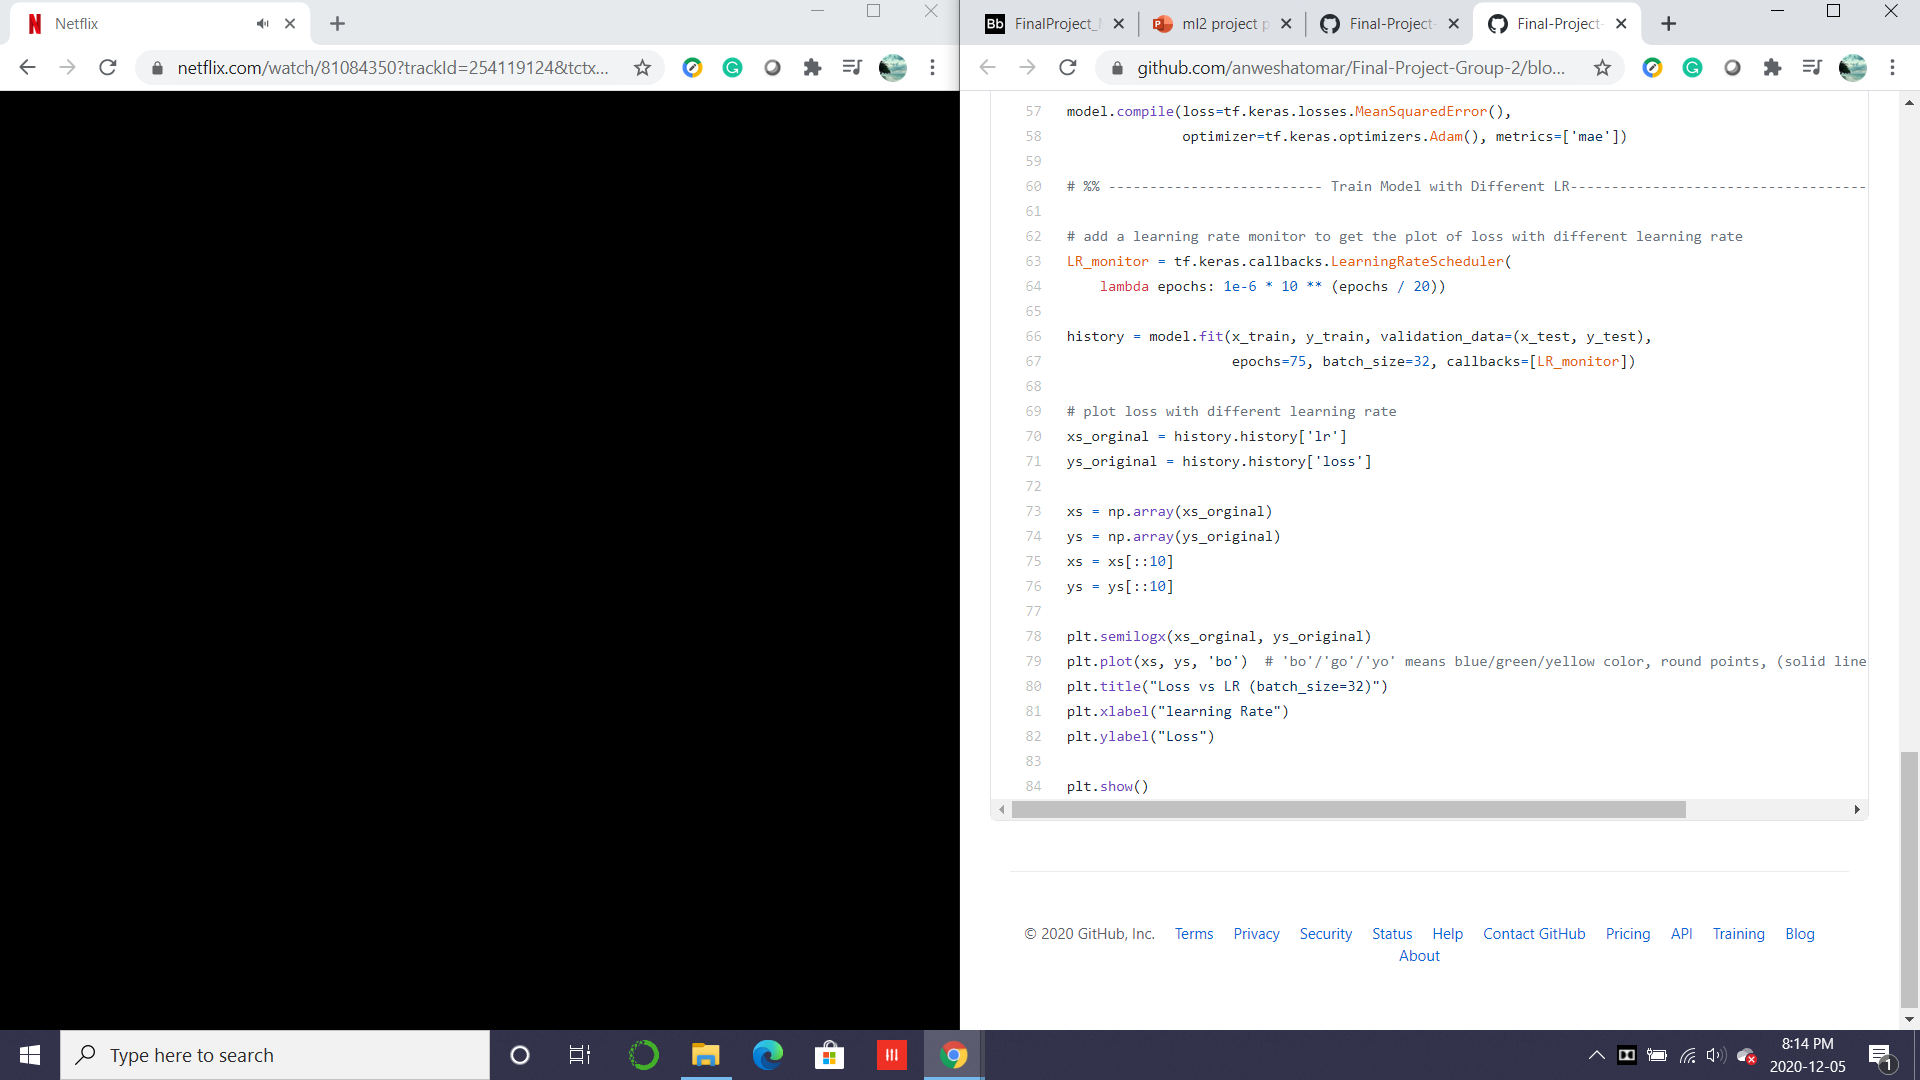 Netflix
netflix.com/watch/81084350?trackId=254119124&tctx...
Bb FinalProject_
ml2 project p
Final-Project-
Final-Project-
github.com/anweshatomar/Final-Project-Group-2/blo...
57 model.compile(loss=tf.keras.losses.MeanSquaredError(),
58 optimizer=tf.keras.optimizers.Adam(), metrics=['mae'])
59
60 # %% -------------------------- Train Model with Different LR------------------------------------
61
62 # add a learning rate monitor to get the plot of loss with different learning rate
63 LR_monitor = tf.keras.callbacks.LearningRateScheduler(
64 lambda epochs: 1e-6 * 10 ** (epochs / 20))
65
66 history = model.fit(x_train, y_train, validation_data=(x_test, y_test),
67 epochs=75, batch_size=32, callbacks=[LR_monitor])
68
69 # plot loss with different learning rate
70 xs_orginal = history.history['lr']
71 ys_original = history.history['loss']
72
73 xs = np.array(xs_orginal)
74 ys = np.array(ys_original)
75 xs = xs[::10]
76 ys = ys[::10]
77
78 plt.semilogx(xs_orginal, ys_original)
79 plt.plot(xs, ys, 'bo')  # 'bo'/'go'/'yo' means blue/green/yellow color, round points, (solid line
80 plt.title("Loss vs LR (batch_size=32)")
81 plt.xlabel("learning Rate")
82 plt.ylabel("Loss")
83
84 plt.show()
© 2020 GitHub, Inc. Terms Privacy Security Status Help Contact GitHub Pricing API Training Blog
About
Type here to search
8:14 PM
2020-12-05
1